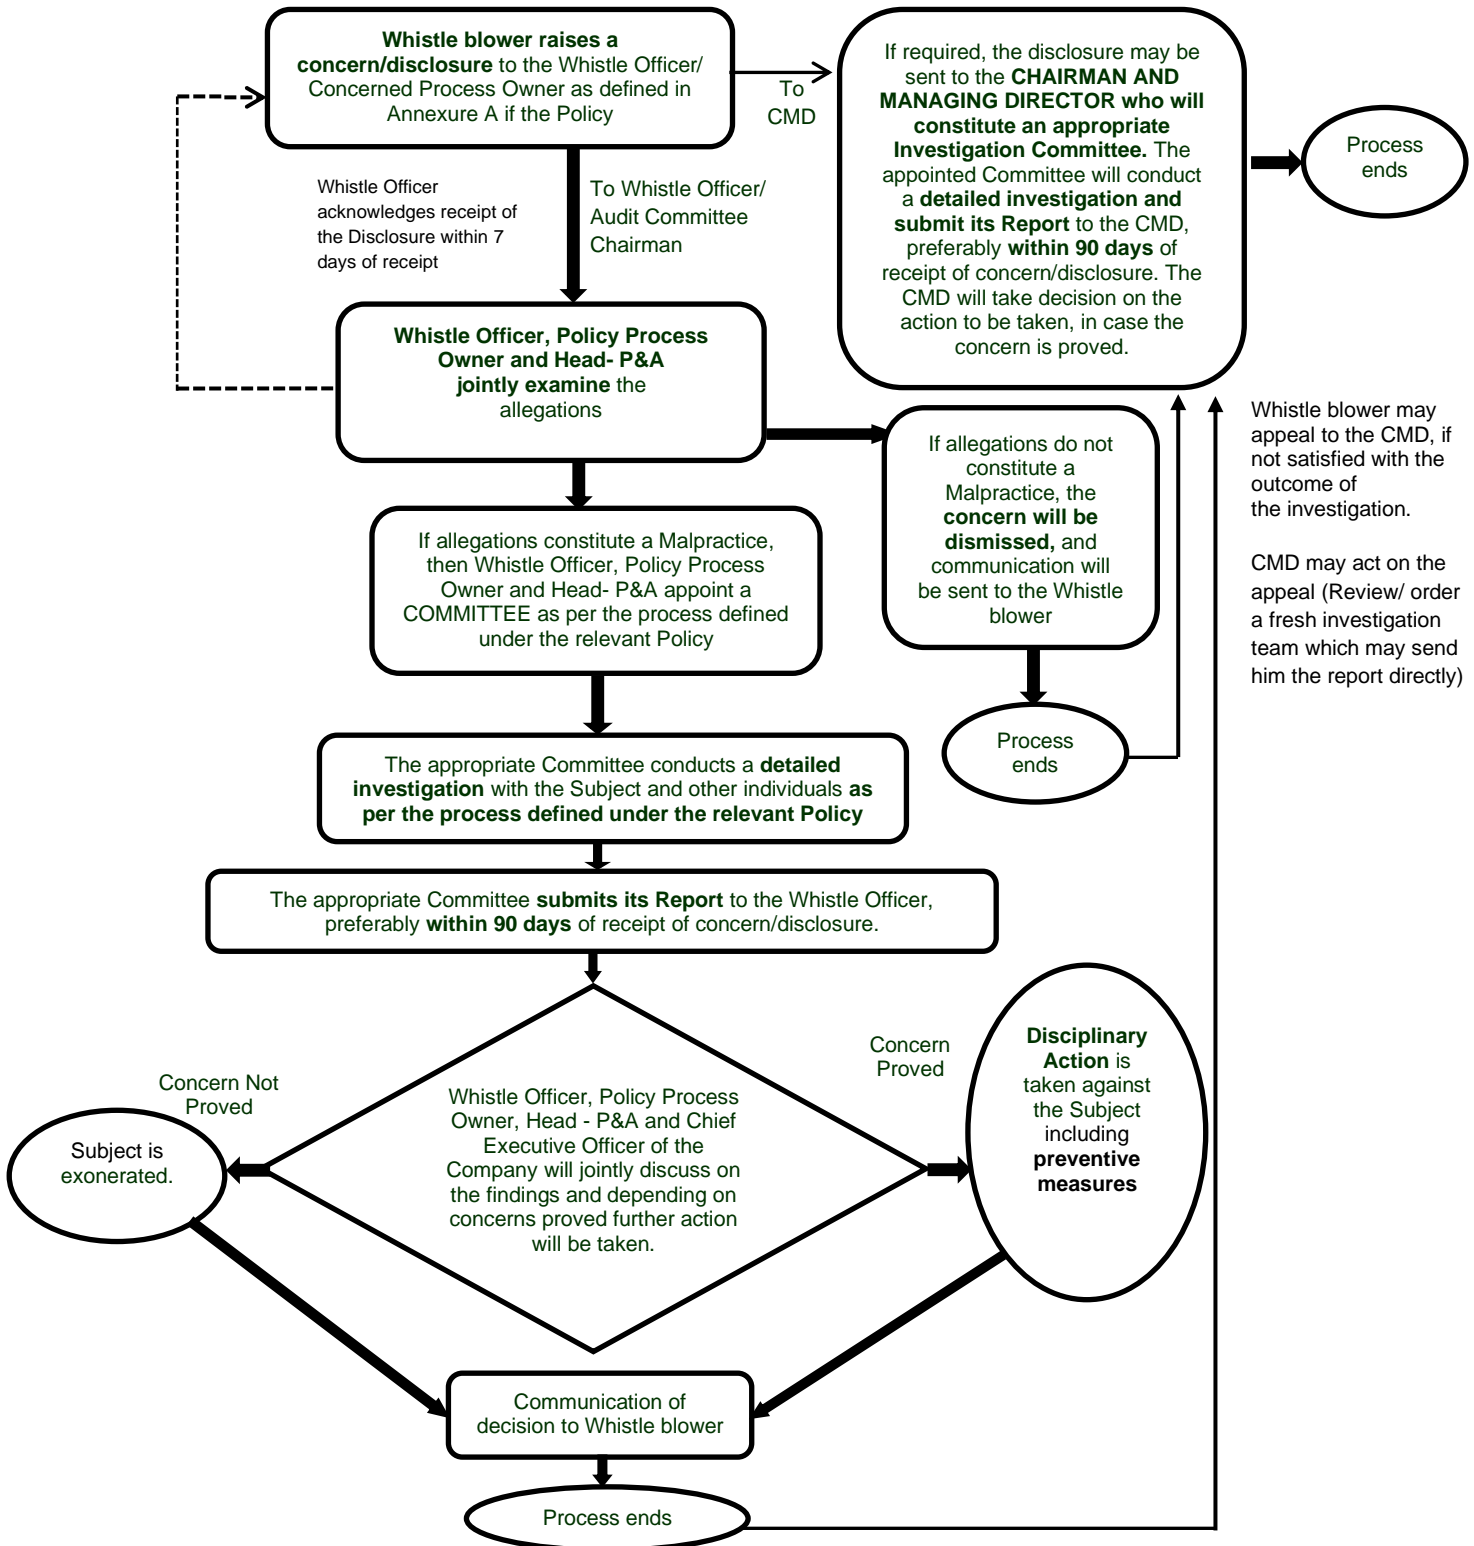 Whistle blower raises a
concern/disclosure to the Whistle Officer/
Concerned Process Owner as defined in
Annexure A if the Policy
To
CMD
If required, the disclosure may be
sent to the CHAIRMAN AND
MANAGING DIRECTOR who will
constitute an appropriate
Investigation Committee. The
appointed Committee will conduct
a detailed investigation and
submit its Report to the CMD,
preferably within 90 days of
receipt of concern/disclosure. The
CMD will take decision on the
action to be taken, in case the
concern is proved.
Process
ends
Whistle Officer
acknowledges receipt of
the Disclosure within 7
days of receipt
To Whistle Officer/
Audit Committee
Chairman
Whistle Officer, Policy Process
Owner and Head- P&A
jointly examine the
allegations
If allegations do not
constitute a
Malpractice, the
concern will be
dismissed, and
communication will
be sent to the Whistle
blower
Whistle blower may
appeal to the CMD, if
not satisfied with the
outcome of
the investigation.
CMD may act on the
appeal (Review/ order
a fresh investigation
team which may send
him the report directly)
If allegations constitute a Malpractice,
then Whistle Officer, Policy Process
Owner and Head- P&A appoint a
COMMITTEE as per the process defined
under the relevant Policy
Process
ends
The appropriate Committee conducts a detailed
investigation with the Subject and other individuals as
per the process defined under the relevant Policy
The appropriate Committee submits its Report to the Whistle Officer,
preferably within 90 days of receipt of concern/disclosure.
Concern Not
Proved
Subject is
exonerated.
Whistle Officer, Policy Process
Owner, Head - P&A and Chief
Executive Officer of the
Company will jointly discuss on
the findings and depending on
concerns proved further action
will be taken.
Concern
Proved
Disciplinary
Action is
taken against
the Subject
including
preventive
measures
Communication of
decision to Whistle blower
Process ends